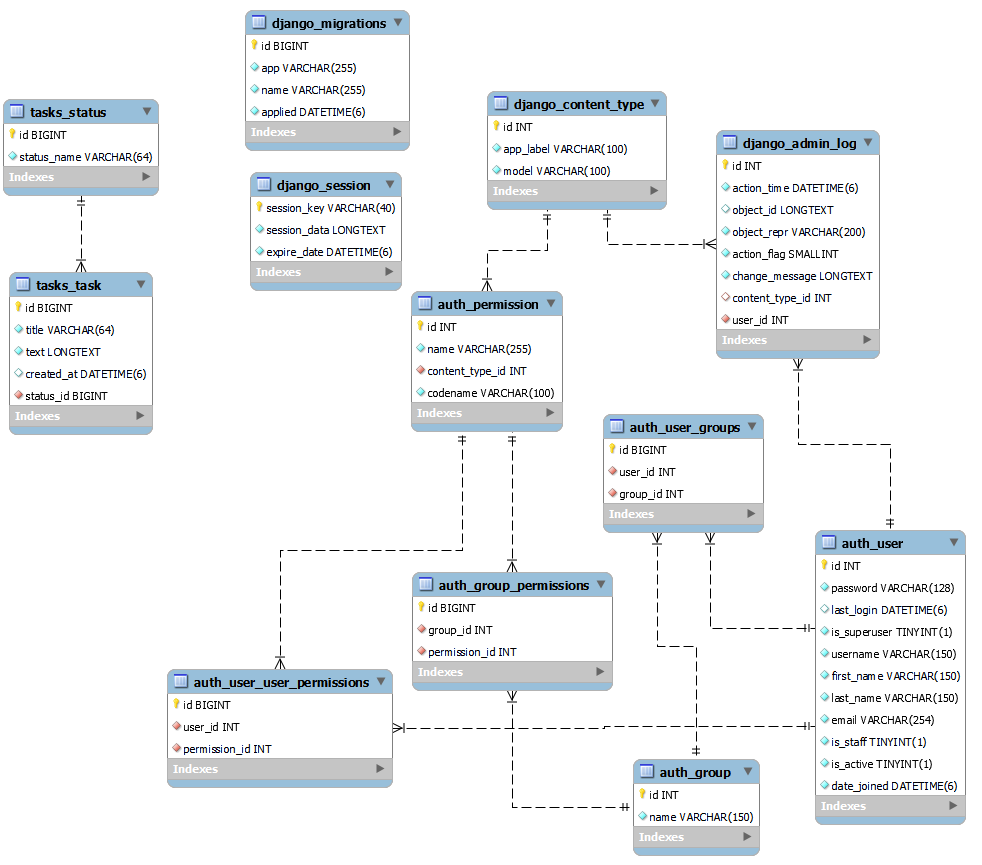 django_migrations
id BIGINT
app VARCHAR(255)
name VARCHAR(255)
applied DATETIME(6)
Indexes
tasks_status
id BIGINT
status_name VARCHAR(64)
Indexes
django_content_type
id INT
app_label VARCHAR(100)
model VARCHAR(100)
Indexes
django_admin_log
id INT
action_time DATETIME(6)
object_id LONGTEXT
object_repr VARCHAR(200)
action_flag SMALLINT
change_message LONGTEXT
content_type_id INT
user_id INT
Indexes
django_session
session_key VARCHAR(40)
session_data LONGTEXT
expire_date DATETIME(6)
Indexes
tasks_task
id BIGINT
title VARCHAR(64)
text LONGTEXT
created_at DATETIME(6)
status_id BIGINT
Indexes
auth_permission
id INT
name VARCHAR(255)
content_type_id INT
codename VARCHAR(100)
Indexes
auth_user_groups
id BIGINT
user_id INT
group_id INT
Indexes
auth_user
id INT
password VARCHAR(128)
last_login DATETIME(6)
is_superuser TINYINT(1)
username VARCHAR(150)
first_name VARCHAR(150)
last_name VARCHAR(150)
email VARCHAR(254)
is_staff TINYINT(1)
is_active TINYINT(1)
date_joined DATETIME(6)
Indexes
auth_group_permissions
id BIGINT
group_id INT
permission_id INT
Indexes
auth_user_user_permissions
id BIGINT
user_id INT
permission_id INT
Indexes
auth_group
id INT
name VARCHAR(150)
Indexes